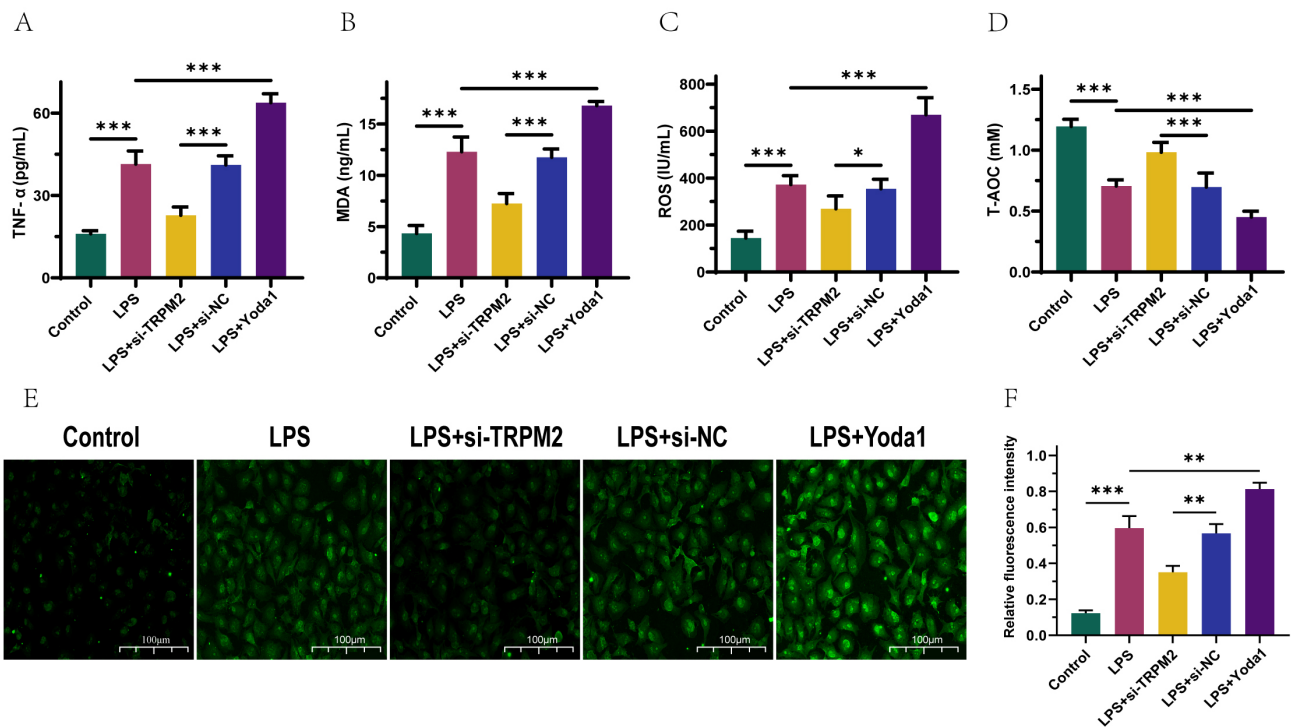 A
TNF- α (pg/mL)
60
30
0
***
***
***
Control
LPS
LPS+si-TRPM2
LPS+si-NC
LPS+Yoda1
B
MDA (ng/mL)
15
10
5
0
***
***
***
Control
LPS
LPS+si-TRPM2
LPS+si-NC
LPS+Yoda1
C
ROS (IU/mL)
800
600
400
200
0
***
***
*
Control
LPS
LPS+si-TRPM2
LPS+si-NC
LPS+Yoda1
D
T-AOC (mM)
1.5
1.0
0.5
0.0
***
***
***
Control
LPS
LPS+si-TRPM2
LPS+si-NC
LPS+Yoda1
E
Control
LPS
LPS+si-TRPM2
LPS+si-NC
LPS+Yoda1
100μm
100μm
100μm
100μm
100μm
F
Relative fluorescence intensity
1.0
0.8
0.6
0.4
0.2
0.0
**
***
**
Control
LPS
LPS+si-TRPM2
LPS+si-NC
LPS+Yoda1